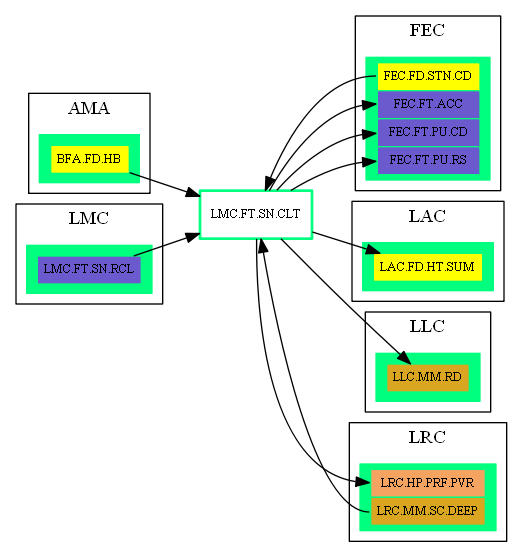 AMA
BFA.FD.HB
LMC
LMC.FT.SN.RCL
LMC.FT.SN.CLT
FEC
FEC.FD.STN.CD
FEC.FT.ACC
FEC.FT.PU.CD
FEC.FT.PU.RS
LAC
LAC.FD.HT.SUM
LLC
LLC.MM.RD
LRC
LRC.HP.PRF.PVR
LRC.MM.SC.DEEP